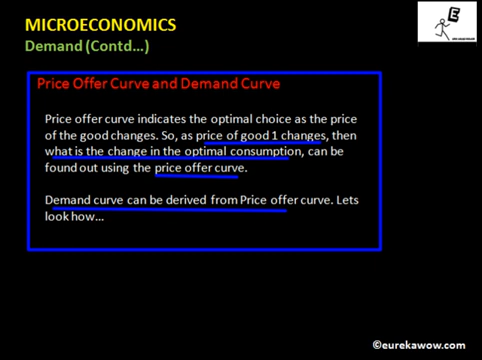 MICROECONOMICS
Demand (Contd...)
E
Price Offer Curve and Demand Curve
Price offer curve indicates the optimal choice as the price
of the good changes. So, as price of good 1 changes, then
what is the change in the optimal consumption, can be
found out using the price offer curve.
Demand curve can be derived from Price offer curve. Lets
look how...
©eurekawow.com